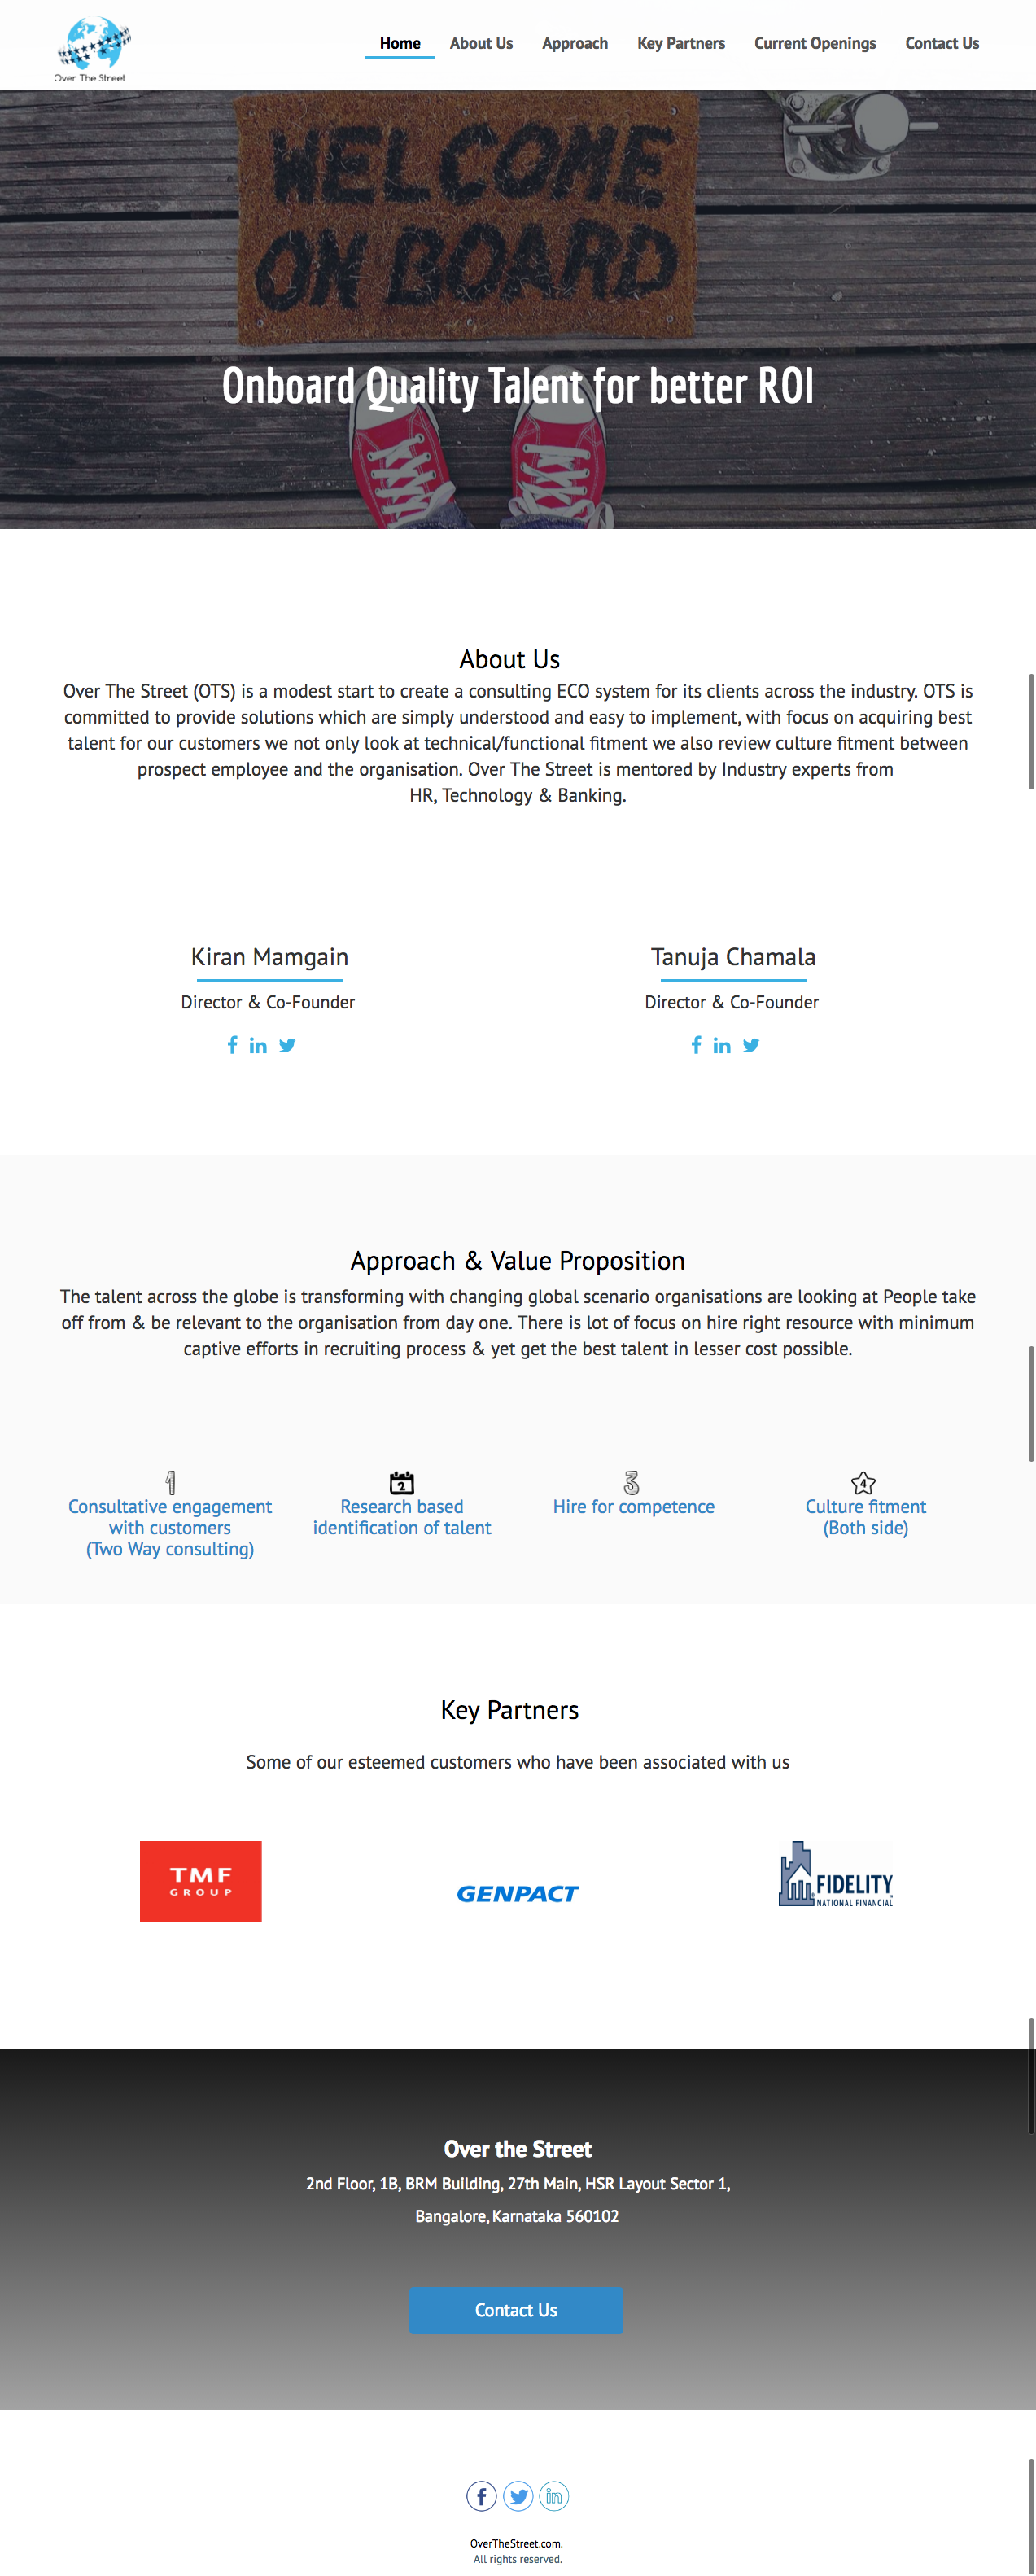 Over The Street
Home
About Us
Approach
Key Partners
Current Openings
Contact Us
WELCOME
ON BOARD
Onboard Quality Talent for better ROI
About Us
Over The Street (OTS) is a modest start to create a consulting ECO system for its clients across the industry. OTS is
committed to provide solutions which are simply understood and easy to implement, with focus on acquiring best
talent for our customers we not only look at technical/functional fitment we also review culture fitment between
prospect employee and the organisation. Over The Street is mentored by Industry experts from
HR, Technology & Banking.
Kiran Mamgain
Director & Co-Founder
Tanuja Chamala
Director & Co-Founder
Approach & Value Proposition
The talent across the globe is transforming with changing global scenario organisations are looking at People take
off from & be relevant to the organisation from day one. There is lot of focus on hire right resource with minimum
captive efforts in recruiting process & yet get the best talent in lesser cost possible.
1
Consultative engagement
with customers
(Two Way consulting)
2
Research based
identification of talent
3
Hire for competence
4
Culture fitment
(Both side)
Key Partners
Some of our esteemed customers who have been associated with us
TMF
GROUP
GENPACT
FIDELITY
NATIONAL FINANCIAL
Over the Street
2nd Floor, 1B, BRM Building, 27th Main, HSR Layout Sector 1,
Bangalore, Karnataka 560102
Contact Us
OverTheStreet.com.
All rights reserved.